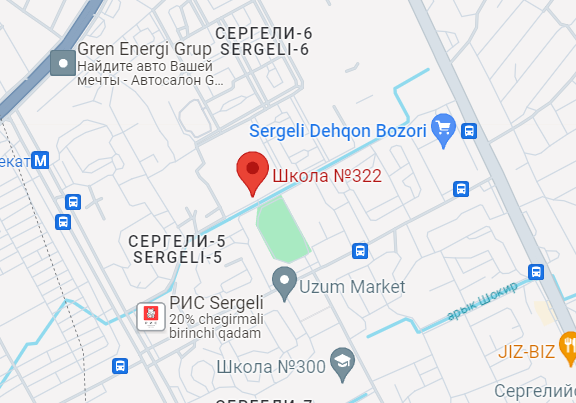 СЕРГЕЛИ-6
SERGELI-6
Gren Energi Grup
Найдите авто Вашей
мечты - Автосалон G...
Sergeli Dehqon Bozori
екат M
Школа №322
СЕРГЕЛИ-5
SERGELI-5
Uzum Market
арык Шокир
РИС Sergeli
20% chegirmali
birinchi qadam
JIZ-BIZ
Школа №300
Сергелийс